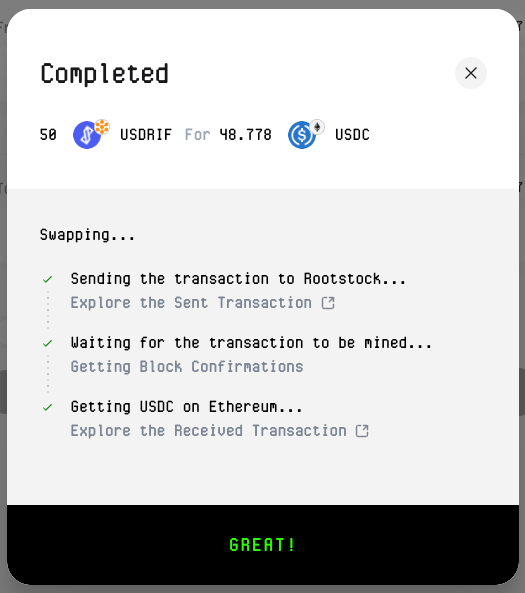 Completed
50 USDRIF For 48.778 USDC
Swapping...
Sending the transaction to Rootstock...
Explore the Sent Transaction
Waiting for the transaction to be mined...
Getting Block Confirmations
Getting USDC on Ethereum...
Explore the Received Transaction
GREAT!